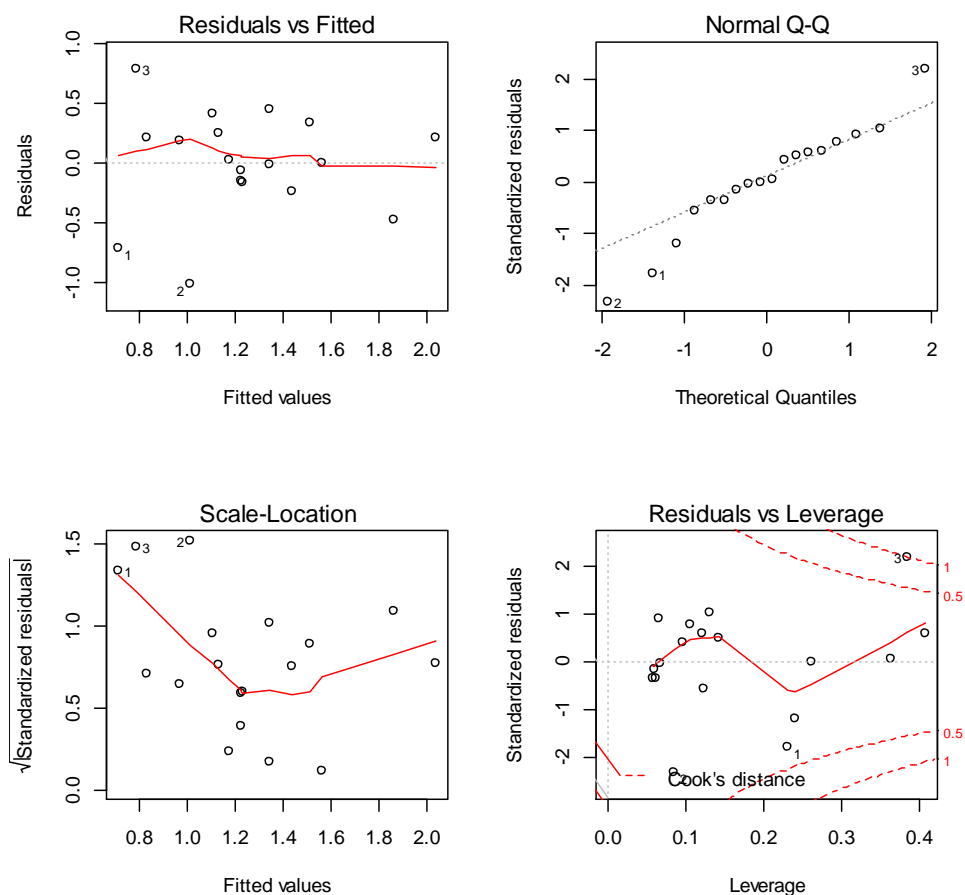 Residuals vs Fitted
1.0
0.5
0.0
-0.5
-1.0
Residuals
3
1
2
0.8 1.0 1.2 1.4 1.6 1.8 2.0
Fitted values
Normal Q-Q
2
1
0
-1
-2
Standardized residuals
3
1
2
-2 -1 0 1 2
Theoretical Quantiles
Scale-Location
1.5
1.0
0.5
0.0
√|Standardized residuals|
3
2
1
0.8 1.0 1.2 1.4 1.6 1.8 2.0
Fitted values
Residuals vs Leverage
2
1
0
-1
-2
Standardized residuals
3
1
1
0.5
0.5
1
Cook's distance
0.0 0.1 0.2 0.3 0.4
Leverage